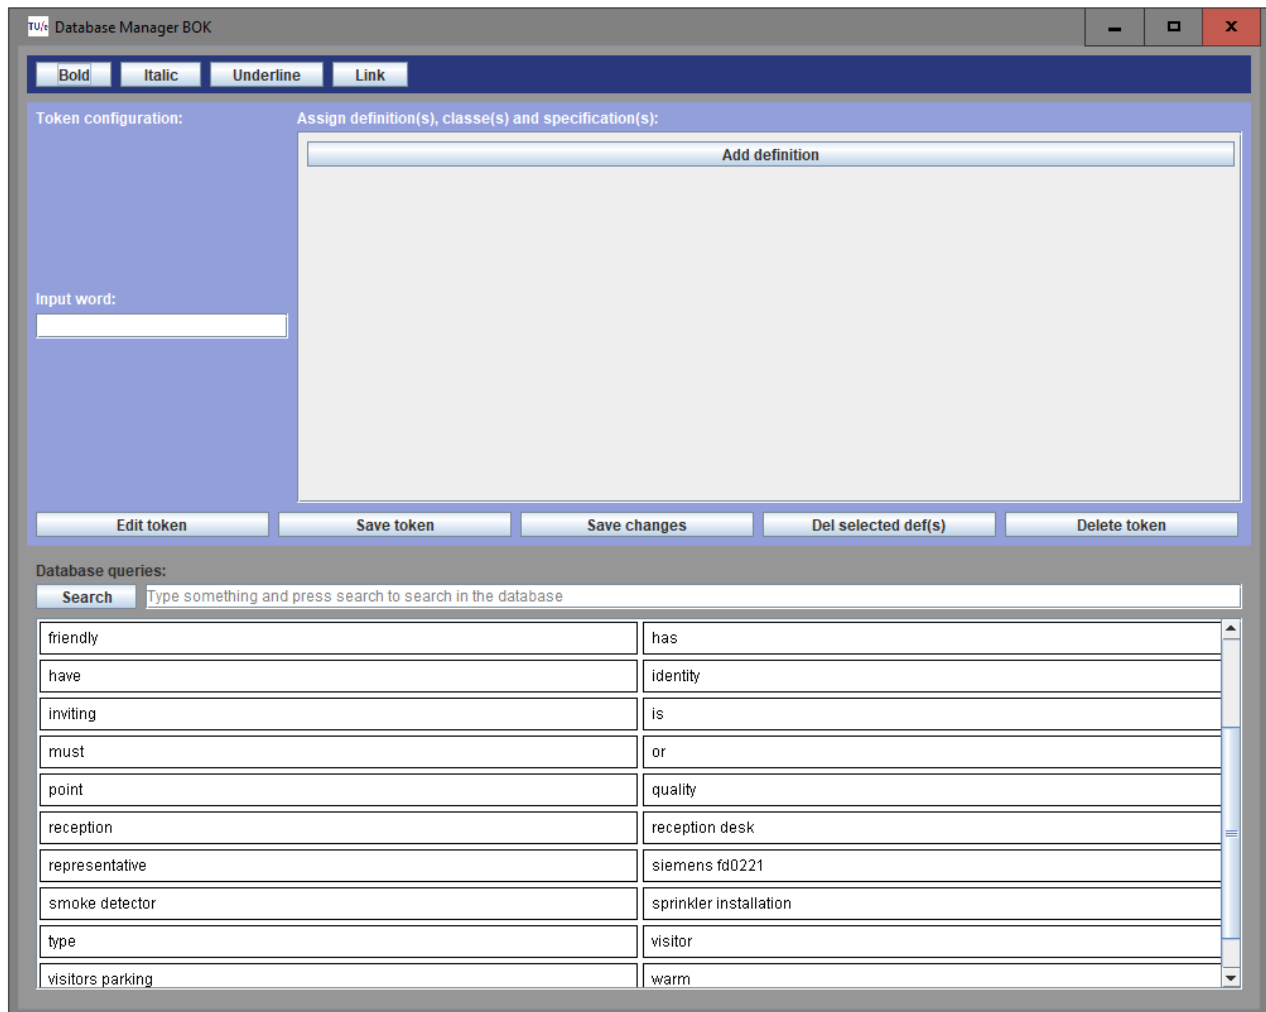 TU/e Database Manager BOK
Bold Italic Underline Link
Token configuration: Assign definition(s), classe(s) and specification(s):
Add definition
Input word:
Edit token Save token Save changes Del selected def(s) Delete token
Database queries:
Search Type something and press search to search in the database
friendly has
have identity
inviting is
must or
point quality
reception reception desk
representative siemens fd0221
smoke detector sprinkler installation
type visitor
visitors parking warm